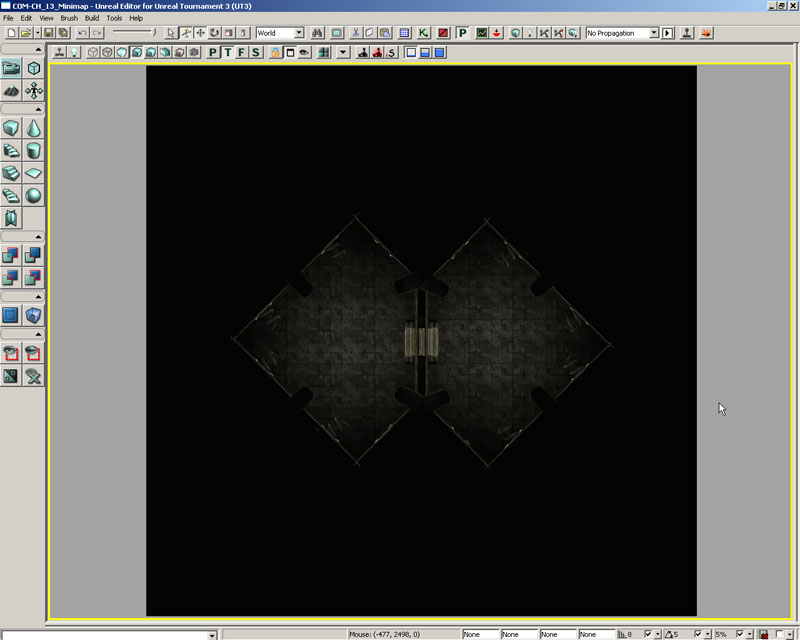 COM-CH_13_Minimap - Unreal Editor for Unreal Tournament 3 (UT3)
File Edit View Brush Build Tools Help
World P No Propagation
P T F S S
Mouse: (-477, 2498, 0) None None None None 8 5 5%